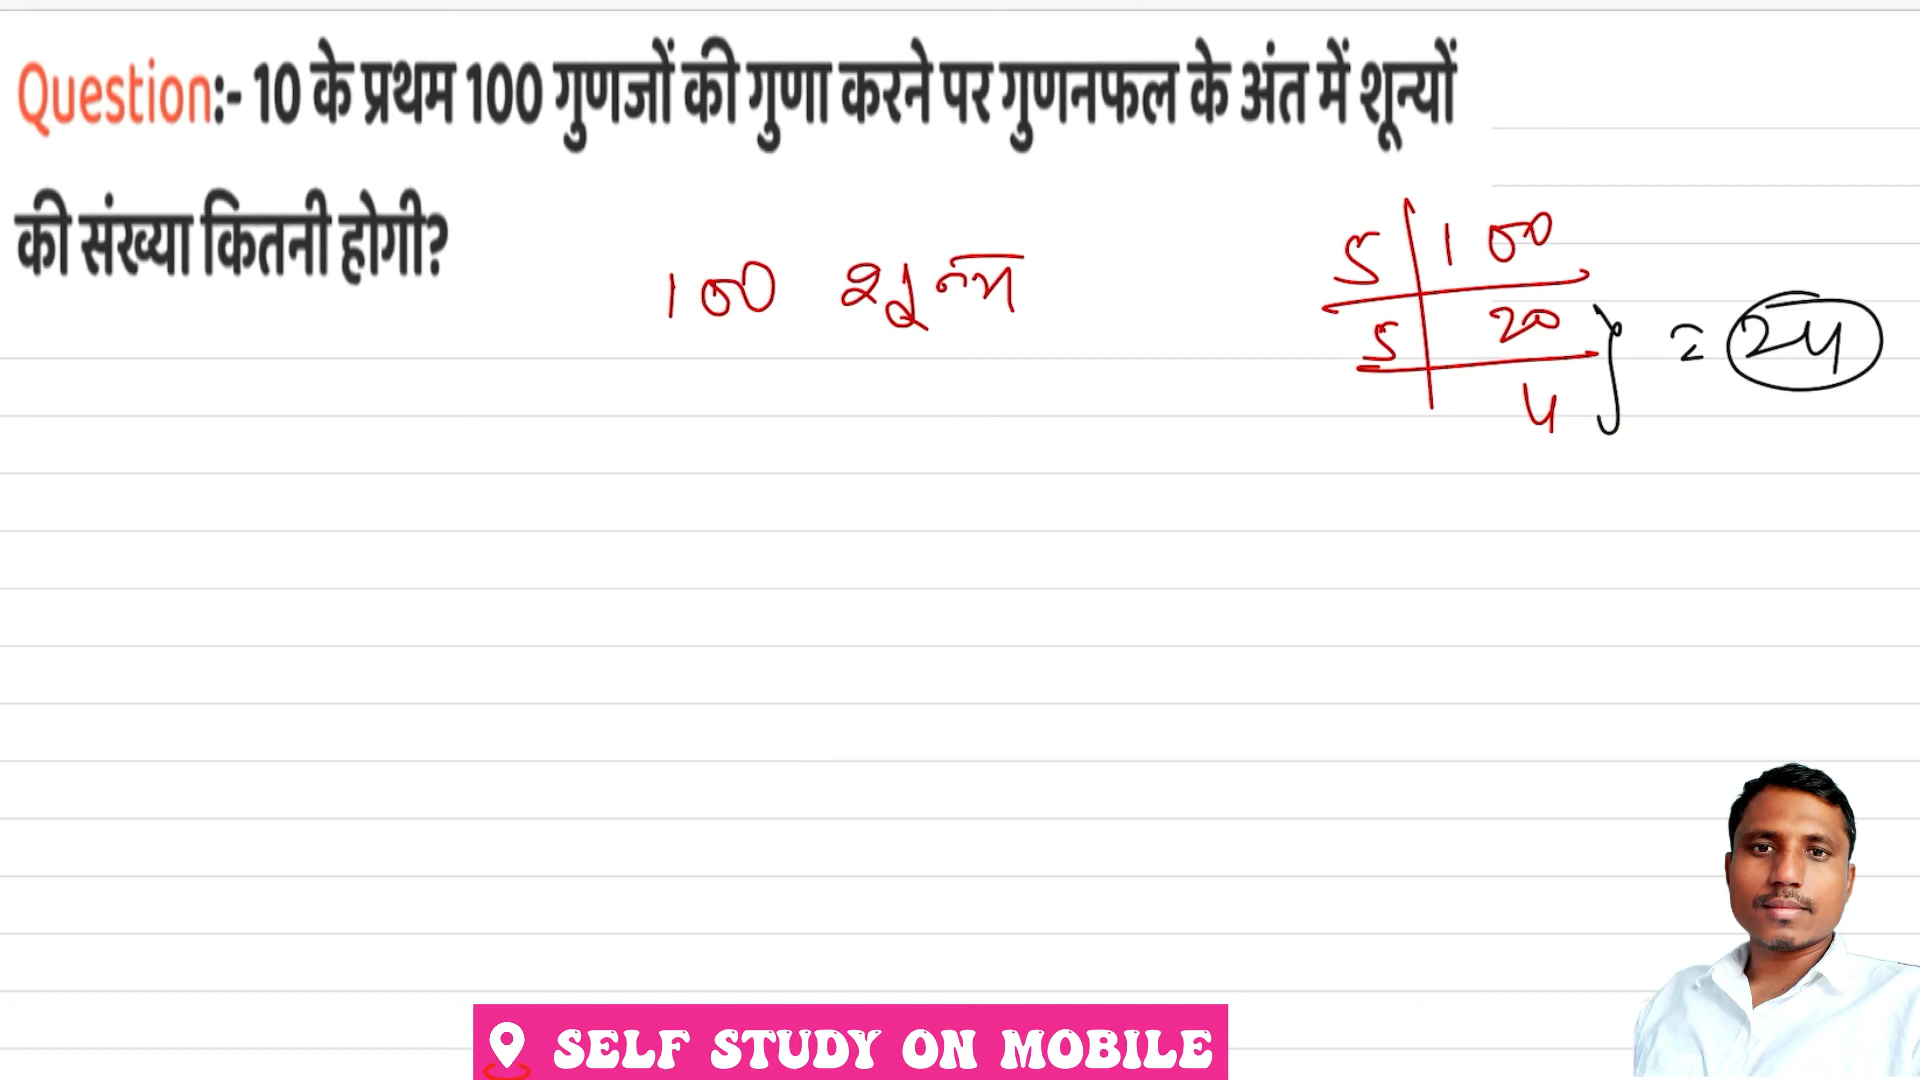 Question:- 10 के प्रथम 100 गुणजों की गुणा करने पर गुणनफल के अंत में शून्यों
की संख्या कितनी होगी?
100 शून्य
5 100
5 20
4
= 24
SELF STUDY ON MOBILE